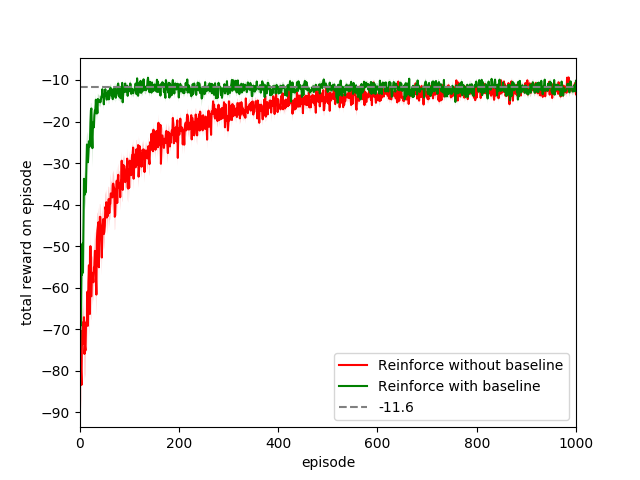 −10
−20
−30
−40
−50
−60
−70
−80
−90
total reward on episode
Reinforce without baseline
Reinforce with baseline
-11.6
0 200 400 600 800 1000
episode